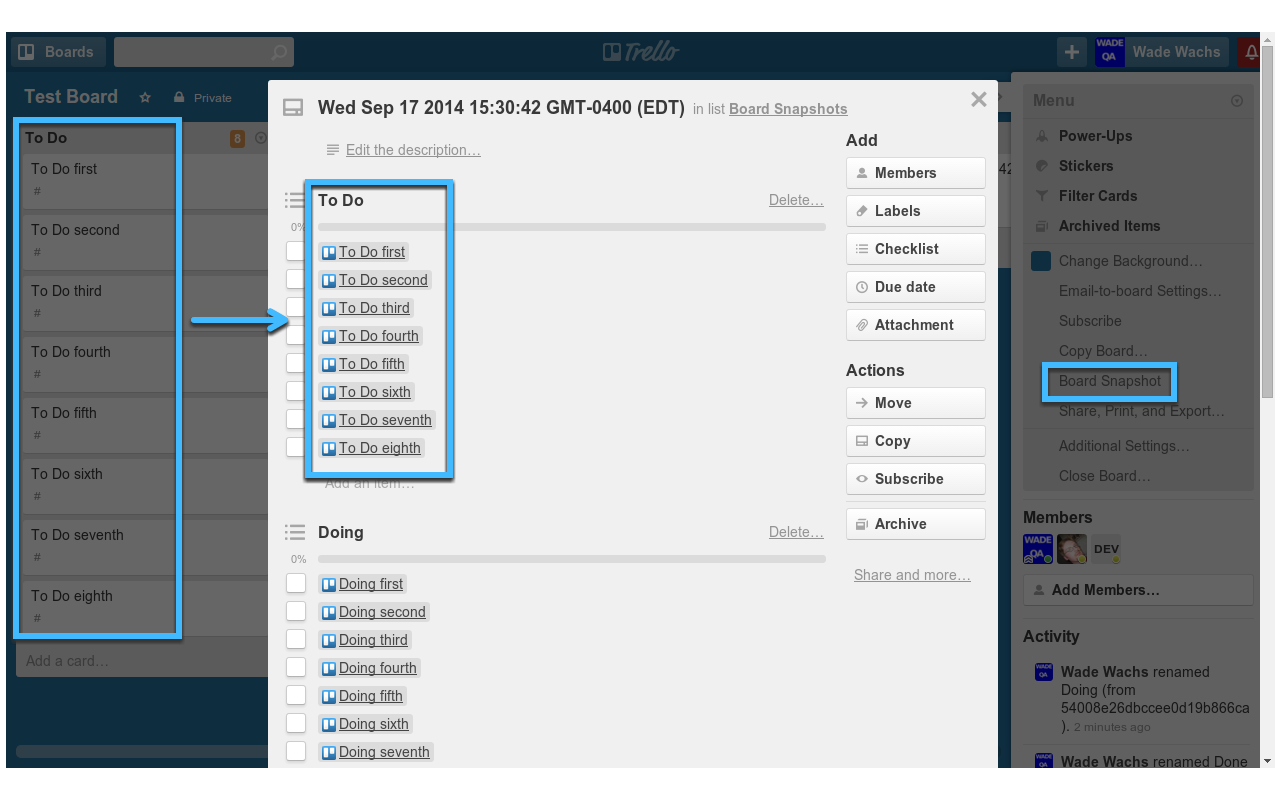 Boards
Trello
WADE QA
Wade Wachs
Test Board
Private
To Do
8
To Do first
#
To Do second
#
To Do third
#
To Do fourth
#
To Do fifth
#
To Do sixth
#
To Do seventh
#
To Do eighth
#
Add a card…
Wed Sep 17 2014 15:30:42 GMT-0400 (EDT) in list Board Snapshots
Edit the description…
To Do
Delete…
0%
To Do first
To Do second
To Do third
To Do fourth
To Do fifth
To Do sixth
To Do seventh
To Do eighth
Add an item…
Doing
Delete…
0%
Doing first
Doing second
Doing third
Doing fourth
Doing fifth
Doing sixth
Doing seventh
Add
Members
Labels
Checklist
Due date
Attachment
Actions
Move
Copy
Subscribe
Archive
Share and more…
42
Menu
Power-Ups
Stickers
Filter Cards
Archived Items
Change Background…
Email-to-board Settings…
Subscribe
Copy Board…
Board Snapshot
Share, Print, and Export…
Additional Settings…
Close Board…
Members
WADE QA
DEV
Add Members…
Activity
WADE QA
Wade Wachs renamed
Doing (from
54008e26dbccee0d19b866ca
). 2 minutes ago
WADE
Wade Wachs renamed Done